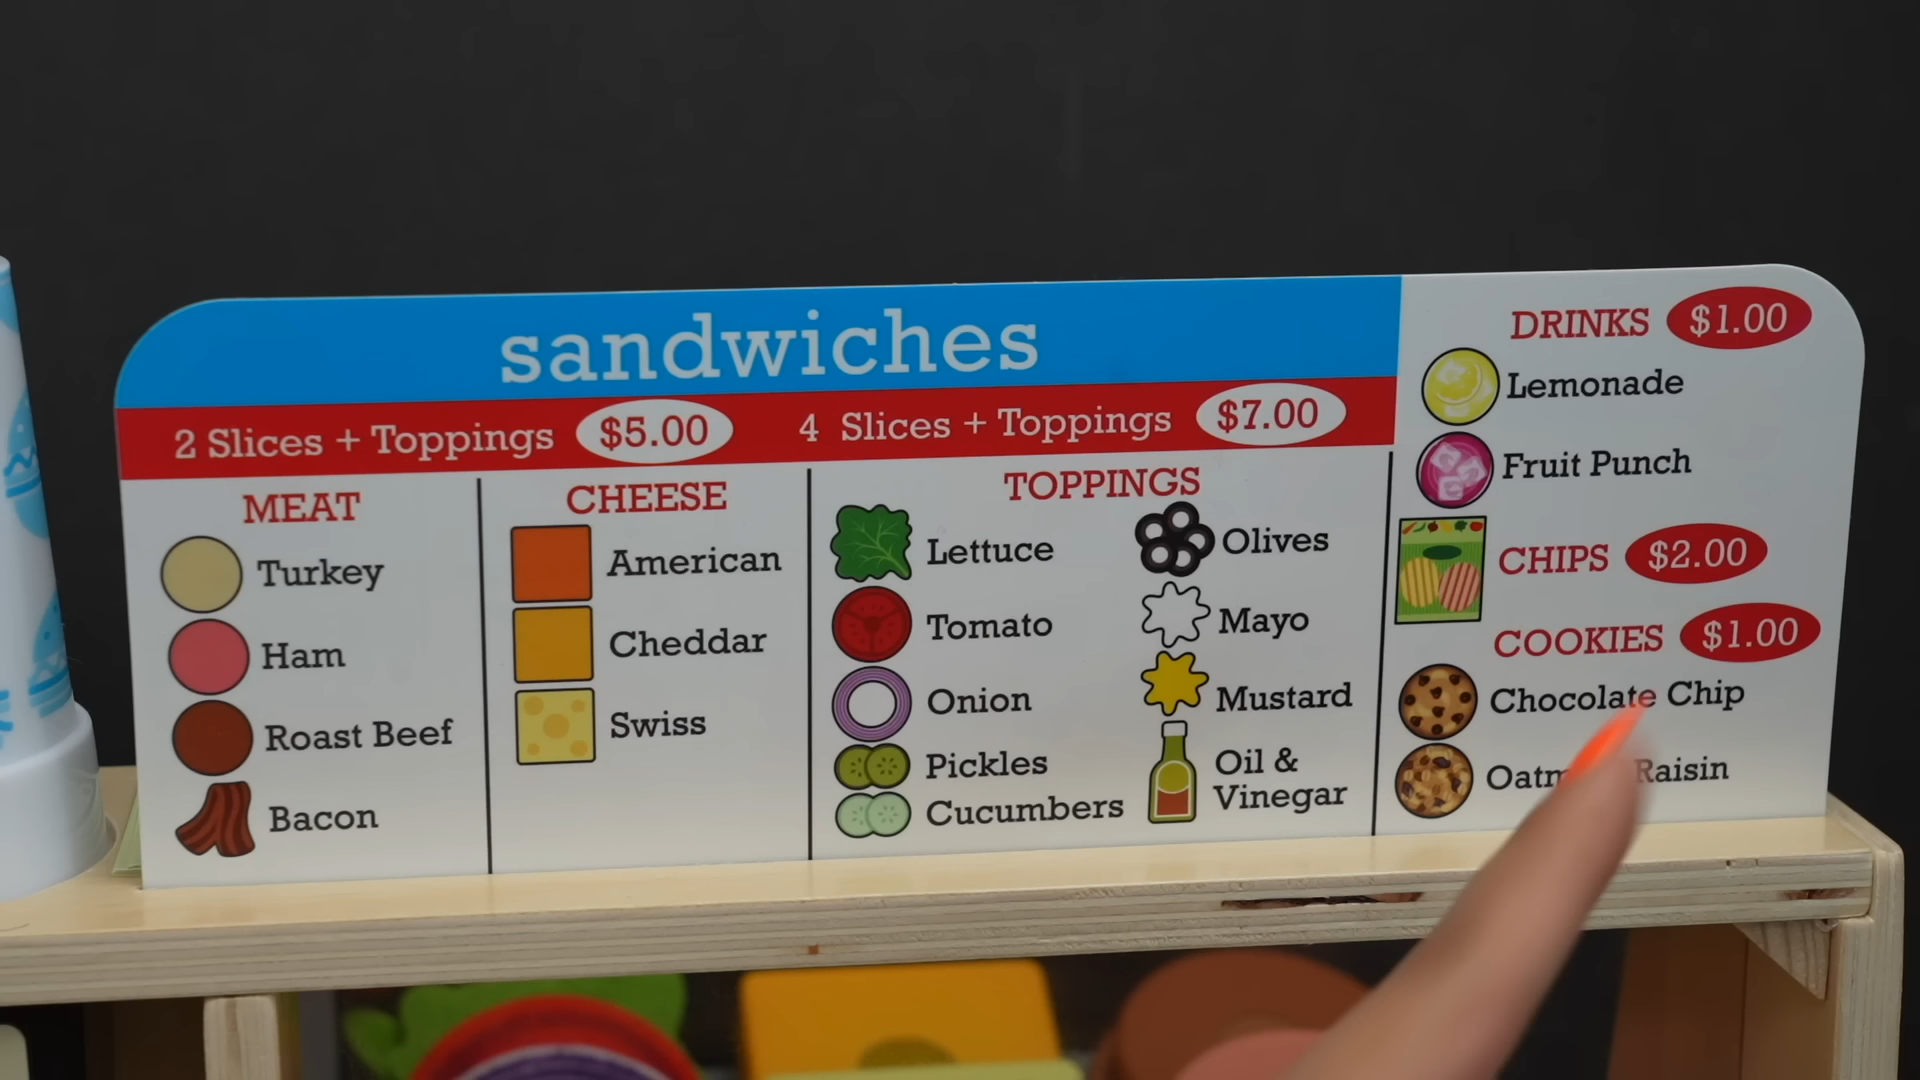 sandwiches
2 Slices + Toppings $5.00
4 Slices + Toppings $7.00
MEAT
Turkey
Ham
Roast Beef
Bacon
CHEESE
American
Cheddar
Swiss
TOPPINGS
Lettuce
Tomato
Onion
Pickles
Cucumbers
Olives
Mayo
Mustard
Oil &
Vinegar
DRINKS $1.00
Lemonade
Fruit Punch
CHIPS $2.00
COOKIES $1.00
Chocolate Chip
Raisin